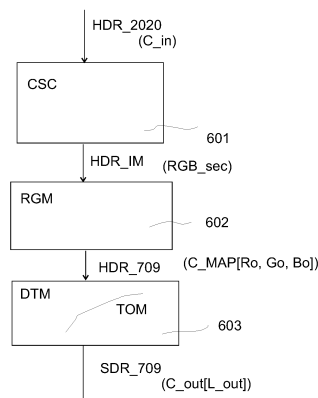 HDR_2020
(C_in)
CSC
601
HDR_IM
(RGB_sec)
RGM
602
HDR_709
(C_MAP[Ro, Go, Bo])
DTM
TOM
603
SDR_709
(C_out[L_out])